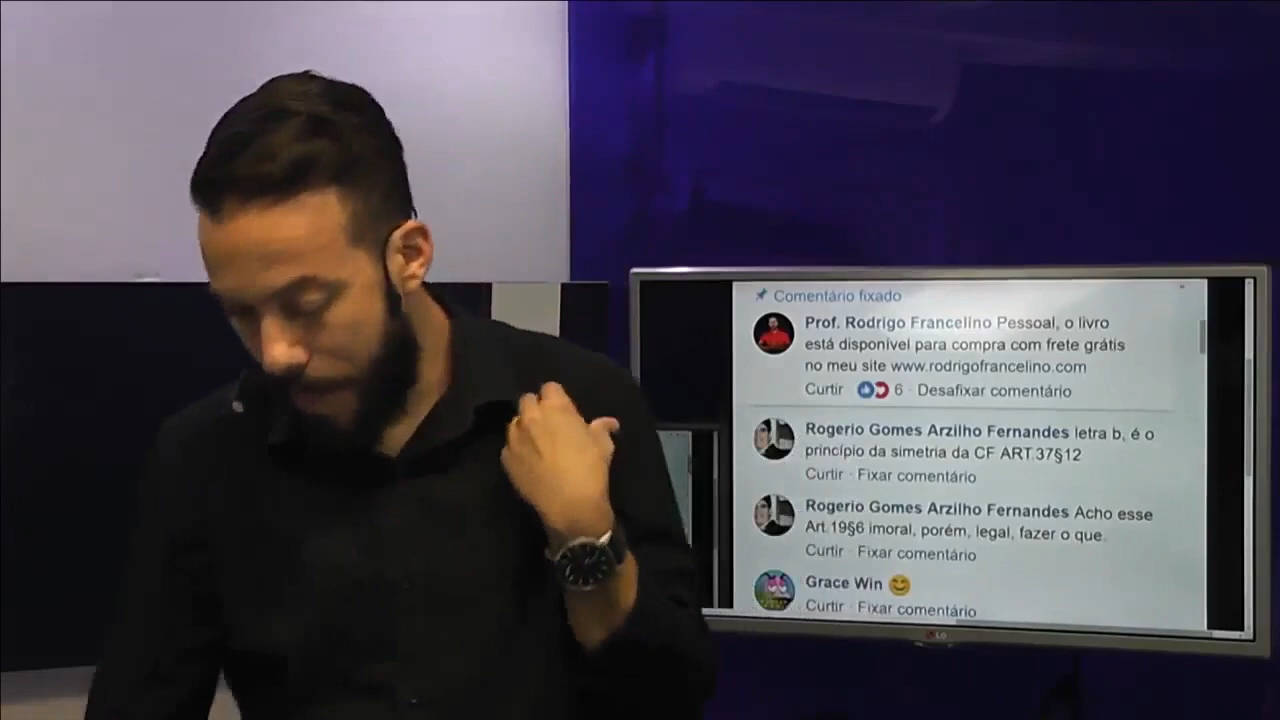 Comentário fixado
Prof. Rodrigo Francelino Pessoal, o livro
está disponível para compra com frete grátis
no meu site www.rodrigofrancelino.com
Curtir 6 · Desafixar comentário
Rogerio Gomes Arzilho Fernandes letra b, é o
princípio da simetria da CF ART.37§12
Curtir · Fixar comentário
Rogerio Gomes Arzilho Fernandes Acho esse
Art.19§6 imoral, porém, legal, fazer o que.
Curtir · Fixar comentário
Grace Win 😊
Curtir · Fixar comentário
LG